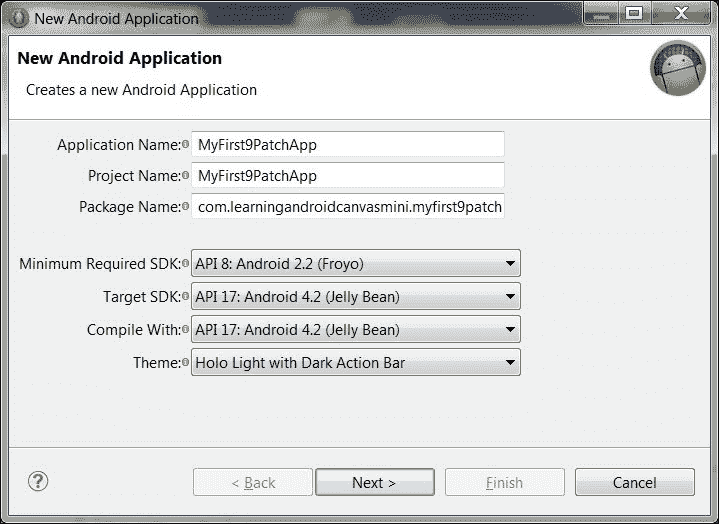 New Android Application
New Android Application
Creates a new Android Application
Application Name: MyFirst9PatchApp
Project Name: MyFirst9PatchApp
Package Name: com.learningandroidcanvasmini.myfirst9patch
Minimum Required SDK: API 8: Android 2.2 (Froyo)
Target SDK: API 17: Android 4.2 (Jelly Bean)
Compile With: API 17: Android 4.2 (Jelly Bean)
Theme: Holo Light with Dark Action Bar
? < Back Next > Finish Cancel